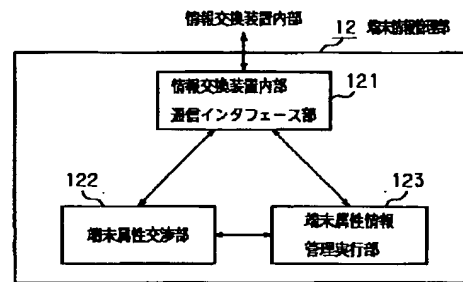 情報交換装置内部
12 端末情報管理部
情報交換装置内部
通信インタフェース部
121
122
123
端末属性交渉部
端末属性情報
管理実行部